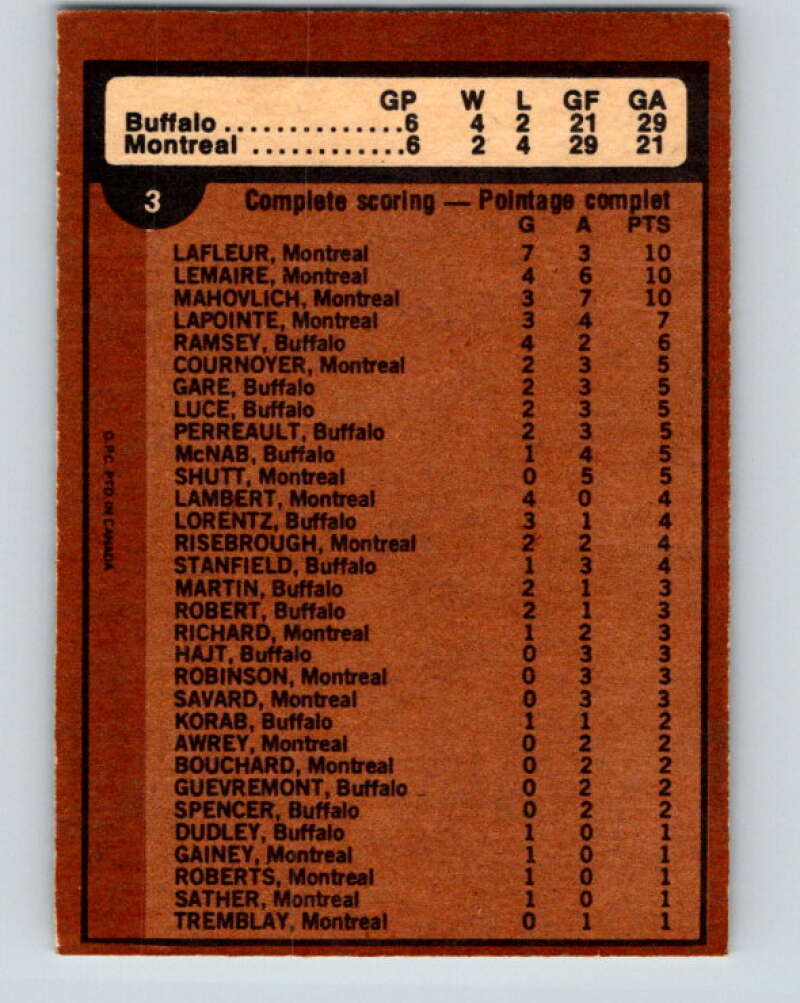 GP W L GF GA
Buffalo ..............6 4 2 21 29
Montreal ............6 2 4 29 21
3
Complete scoring — Pointage complet
G A PTS
LAFLEUR, Montreal 7 3 10
LEMAIRE, Montreal 4 6 10
MAHOVLICH, Montreal 3 7 10
LAPOINTE, Montreal 3 4 7
RAMSEY, Buffalo 4 2 6
COURNOYER, Montreal 2 3 5
GARE, Buffalo 2 3 5
LUCE, Buffalo 2 3 5
PERREAULT, Buffalo 2 3 5
McNAB, Buffalo 1 4 5
SHUTT, Montreal 0 5 5
LAMBERT, Montreal 4 0 4
LORENTZ, Buffalo 3 1 4
RISEBROUGH, Montreal 2 2 4
STANFIELD, Buffalo 1 3 4
MARTIN, Buffalo 2 1 3
ROBERT, Buffalo 2 1 3
RICHARD, Montreal 1 2 3
HAJT, Buffalo 0 3 3
ROBINSON, Montreal 0 3 3
SAVARD, Montreal 0 3 3
KORAB, Buffalo 1 1 2
AWREY, Montreal 0 2 2
BOUCHARD, Montreal 0 2 2
GUEVREMONT, Buffalo 0 2 2
SPENCER, Buffalo 0 2 2
DUDLEY, Buffalo 1 0 1
GAINEY, Montreal 1 0 1
ROBERTS, Montreal 1 0 1
SATHER, Montreal 1 0 1
TREMBLAY, Montreal 0 1 1
O.P.C. PTD. IN CANADA